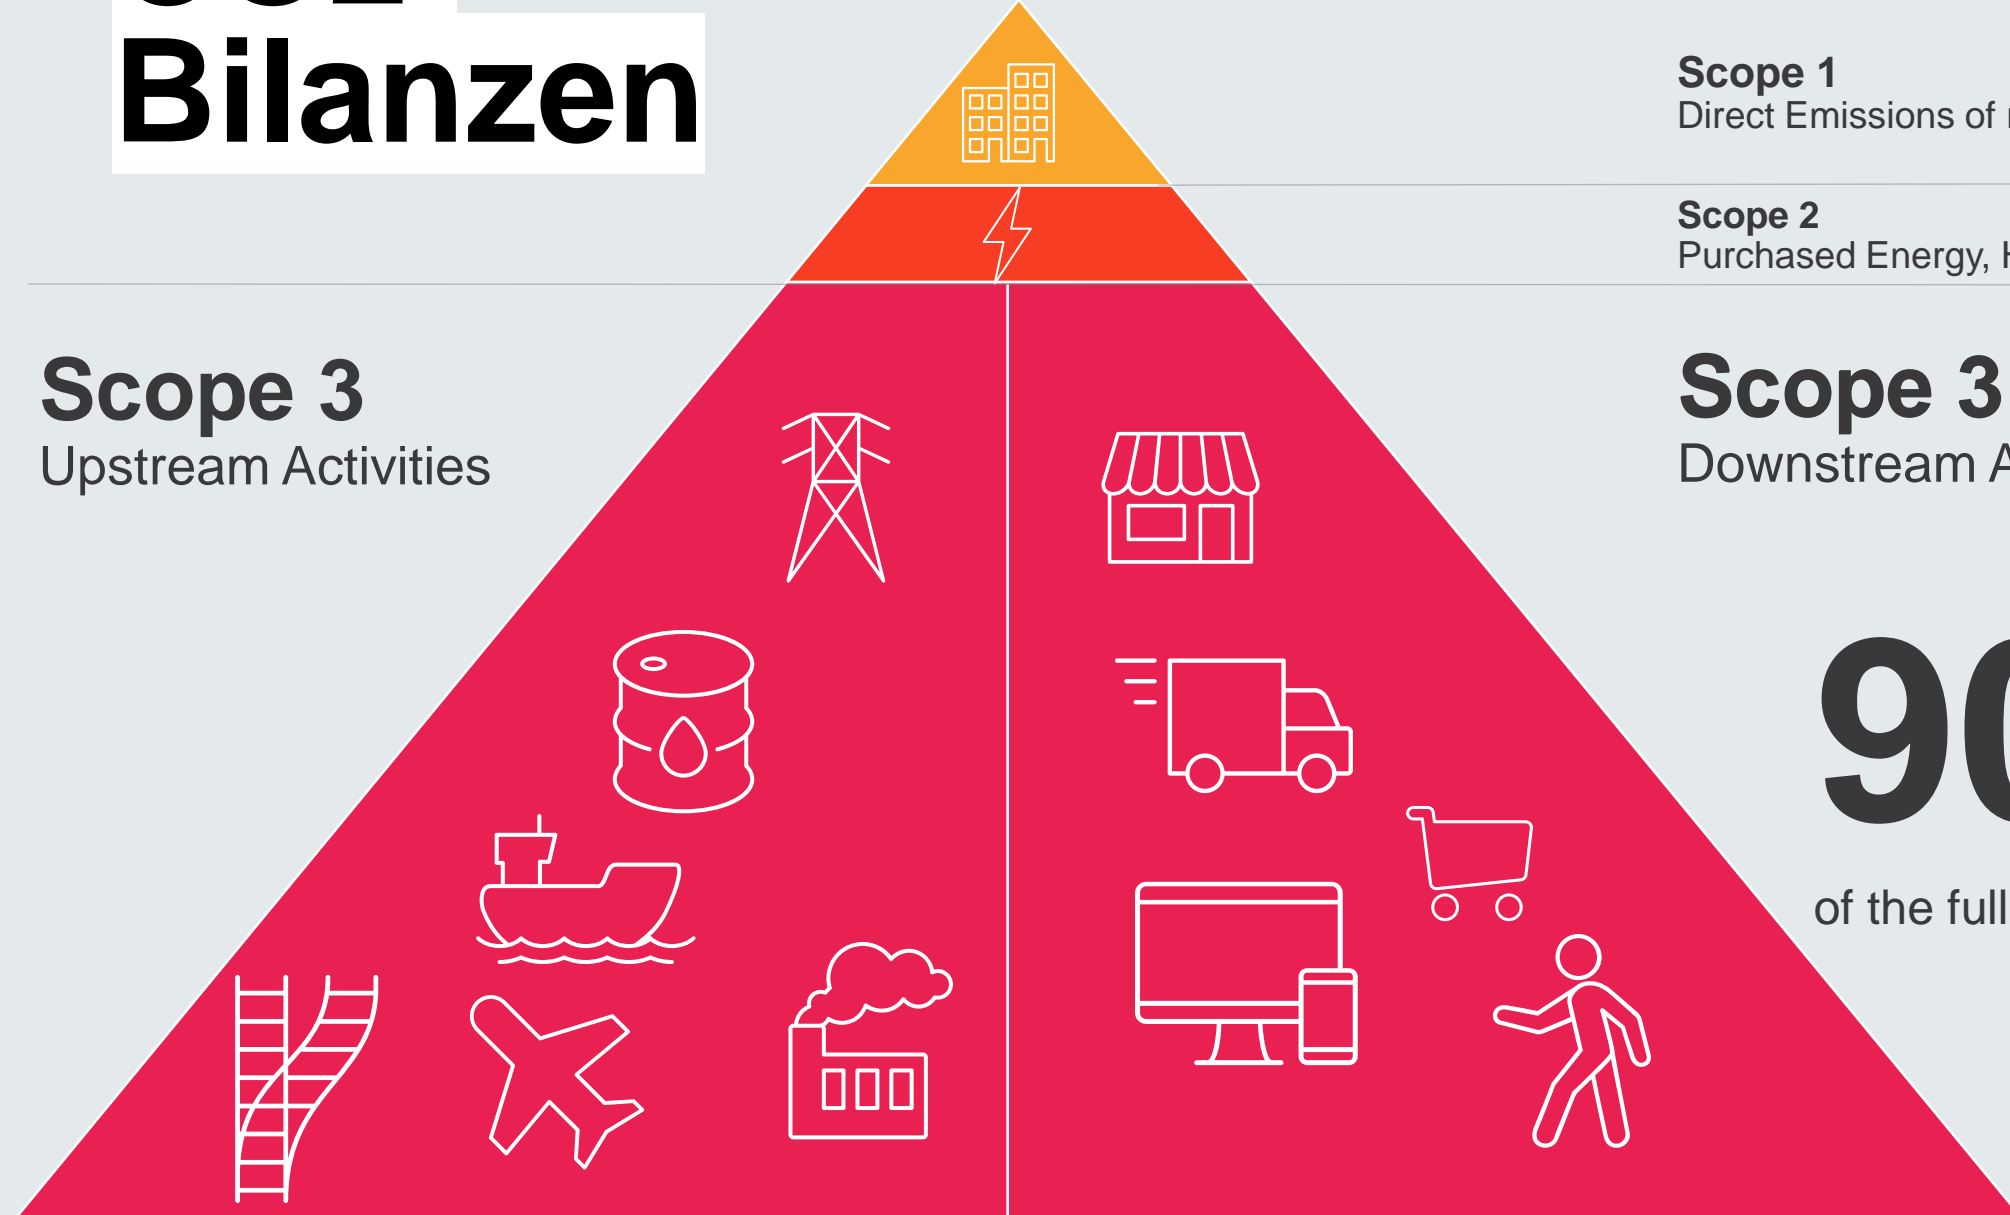 Bilanzen
Scope 1
Direct Emissions of
Scope 2
Purchased Energy,
Scope 3
Upstream Activities
Scope 3
Downstream
90
of the full